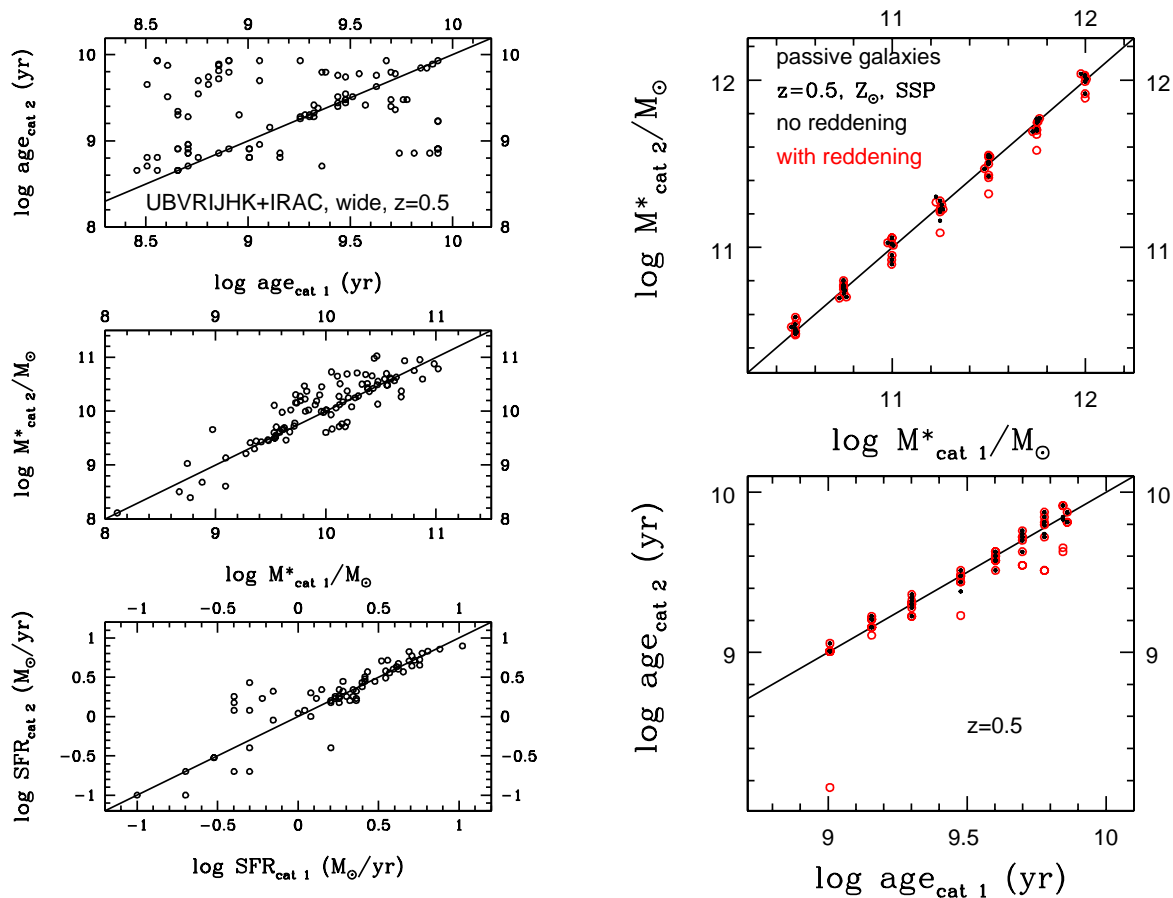 8.5 9 9.5 10
10
9
8
10
9
8
log age_cat 2 (yr)
UBVRIJHK+IRAC, wide, z=0.5
8.5 9 9.5 10
log age_cat 1 (yr)
8 9 10 11
11
10
9
8
11
10
9
8
log M*_cat 2/M⊙
8 9 10 11
log M*_cat 1/M⊙
−1 −0.5 0 0.5 1
1
0.5
0
−0.5
−1
1
0.5
0
−0.5
−1
log SFR_cat 2 (M⊙/yr)
−1 −0.5 0 0.5 1
log SFR_cat 1 (M⊙/yr)
11 12
passive galaxies
z=0.5, Z⊙, SSP
no reddening
with reddening
12
11
12
11
log M*_cat 2/M⊙
11 12
log M*_cat 1/M⊙
10
9
10
9
log age_cat 2 (yr)
z=0.5
9 9.5 10
log age_cat 1 (yr)